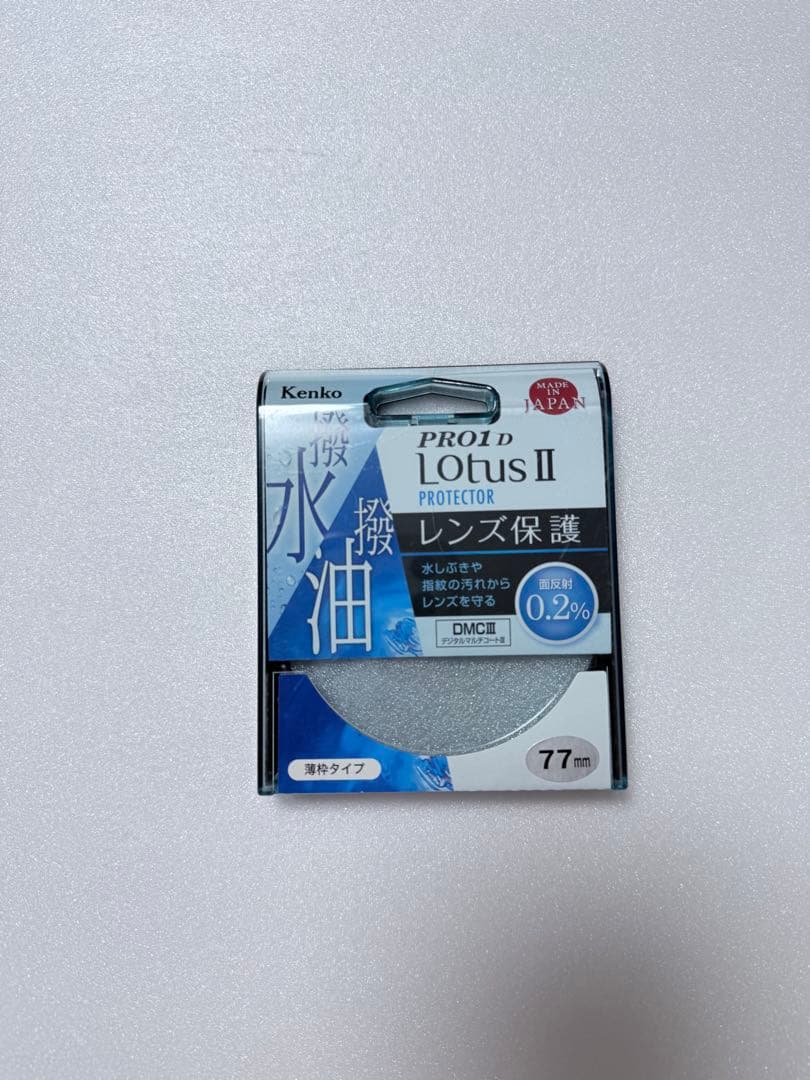 Kenko
MADE
IN
JAPAN
撥水
撥油
PRO1 D
Lotus II
PROTECTOR
レンズ保護
水しぶきや
指紋の汚れから
レンズを守る
面反射
0.2%
DMCIII
デジタルマルチコートIII
薄枠タイプ
77mm